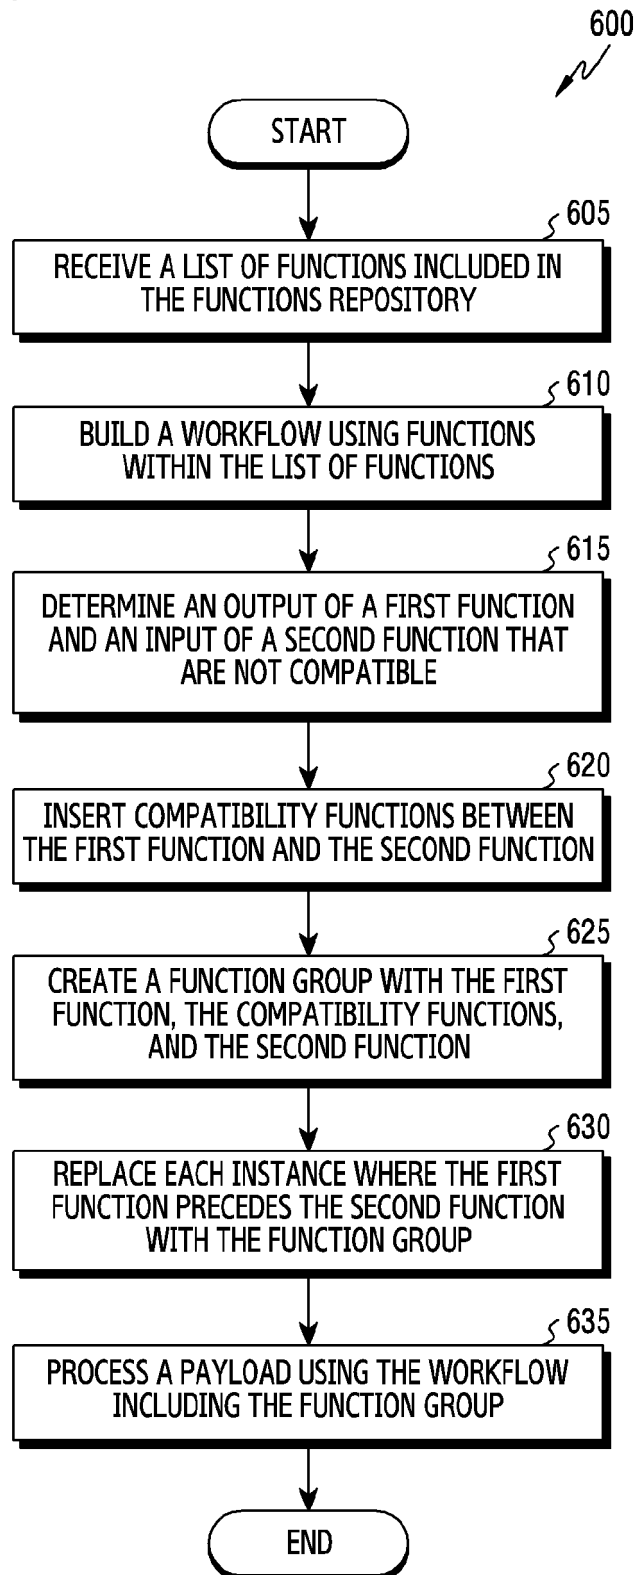 600
START
605
RECEIVE A LIST OF FUNCTIONS INCLUDED IN
THE FUNCTIONS REPOSITORY
610
BUILD A WORKFLOW USING FUNCTIONS
WITHIN THE LIST OF FUNCTIONS
615
DETERMINE AN OUTPUT OF A FIRST FUNCTION
AND AN INPUT OF A SECOND FUNCTION THAT
ARE NOT COMPATIBLE
620
INSERT COMPATIBILITY FUNCTIONS BETWEEN
THE FIRST FUNCTION AND THE SECOND FUNCTION
625
CREATE A FUNCTION GROUP WITH THE FIRST
FUNCTION, THE COMPATIBILITY FUNCTIONS,
AND THE SECOND FUNCTION
630
REPLACE EACH INSTANCE WHERE THE FIRST
FUNCTION PRECEDES THE SECOND FUNCTION
WITH THE FUNCTION GROUP
635
PROCESS A PAYLOAD USING THE WORKFLOW
INCLUDING THE FUNCTION GROUP
END